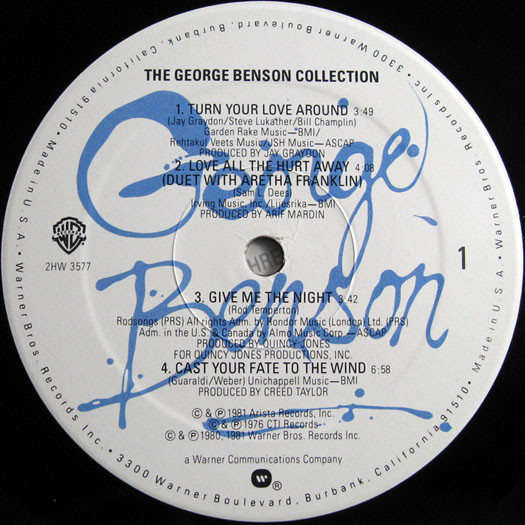 THE GEORGE BENSON COLLECTION
1. TURN YOUR LOVE AROUND 3:49
(Jay Graydon/Steve Lukather/Bill Champlin)
Garden Rake Music—BMI/
Rehtakul Veets Music/JSH Music—ASCAP
PRODUCED BY JAY GRAYDON
2. LOVE ALL THE HURT AWAY 4:08
(DUET WITH ARETHA FRANKLIN)
(Sam Dees)
Irving Music, Inc./Lijesrika—BMI
PRODUCED BY ARIF MARDIN
George
Benson
2HW 3577
1
3. GIVE ME THE NIGHT 3:42
(Rod Temperton)
Rodsongs (PRS) All rights Adm. by Rondor Music (London) Ltd. (PRS)
Adm. in the U.S. & Canada by Almo Music Corp.—ASCAP
PRODUCED BY QUINCY JONES
FOR QUINCY JONES PRODUCTIONS, INC.
4. CAST YOUR FATE TO THE WIND 6:58
(Guaraldi/Weber) Unichappell Music—BMI
PRODUCED BY CREED TAYLOR
© & ℗ 1981 Arista Records, Inc.
© & ℗ 1976 CTI Records
© & ℗ 1980, 1981 Warner Bros. Records Inc.
a Warner Communications Company
®
3300 Warner Boulevard, Burbank, California 91510 • Made in U.S.A. • Warner Bros. Records Inc. • 3300 Warner Boulevard, Burbank, California 91510 • Made in U.S.A. • Warner Bros. Records Inc. •